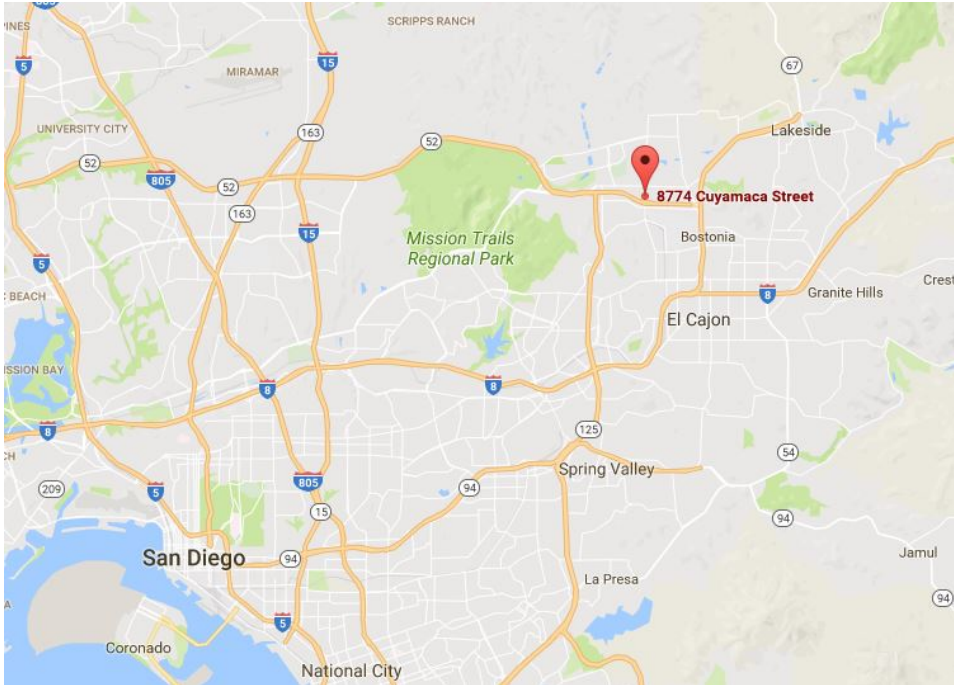 805
SCRIPPS RANCH
PINES
5
15
67
MIRAMAR
163
52
Lakeside
UNIVERSITY CITY
52
805
52
163
8774 Cuyamaca Street
15
Mission Trails
Regional Park
Bostonia
5
C BEACH
8
Granite Hills
Crest
El Cajon
SSION BAY
8
8
8
CH
125
54
Spring Valley
209
5
805
94
15
94
San Diego
94
Jamul
La Presa
94
A
5
Coronado
National City